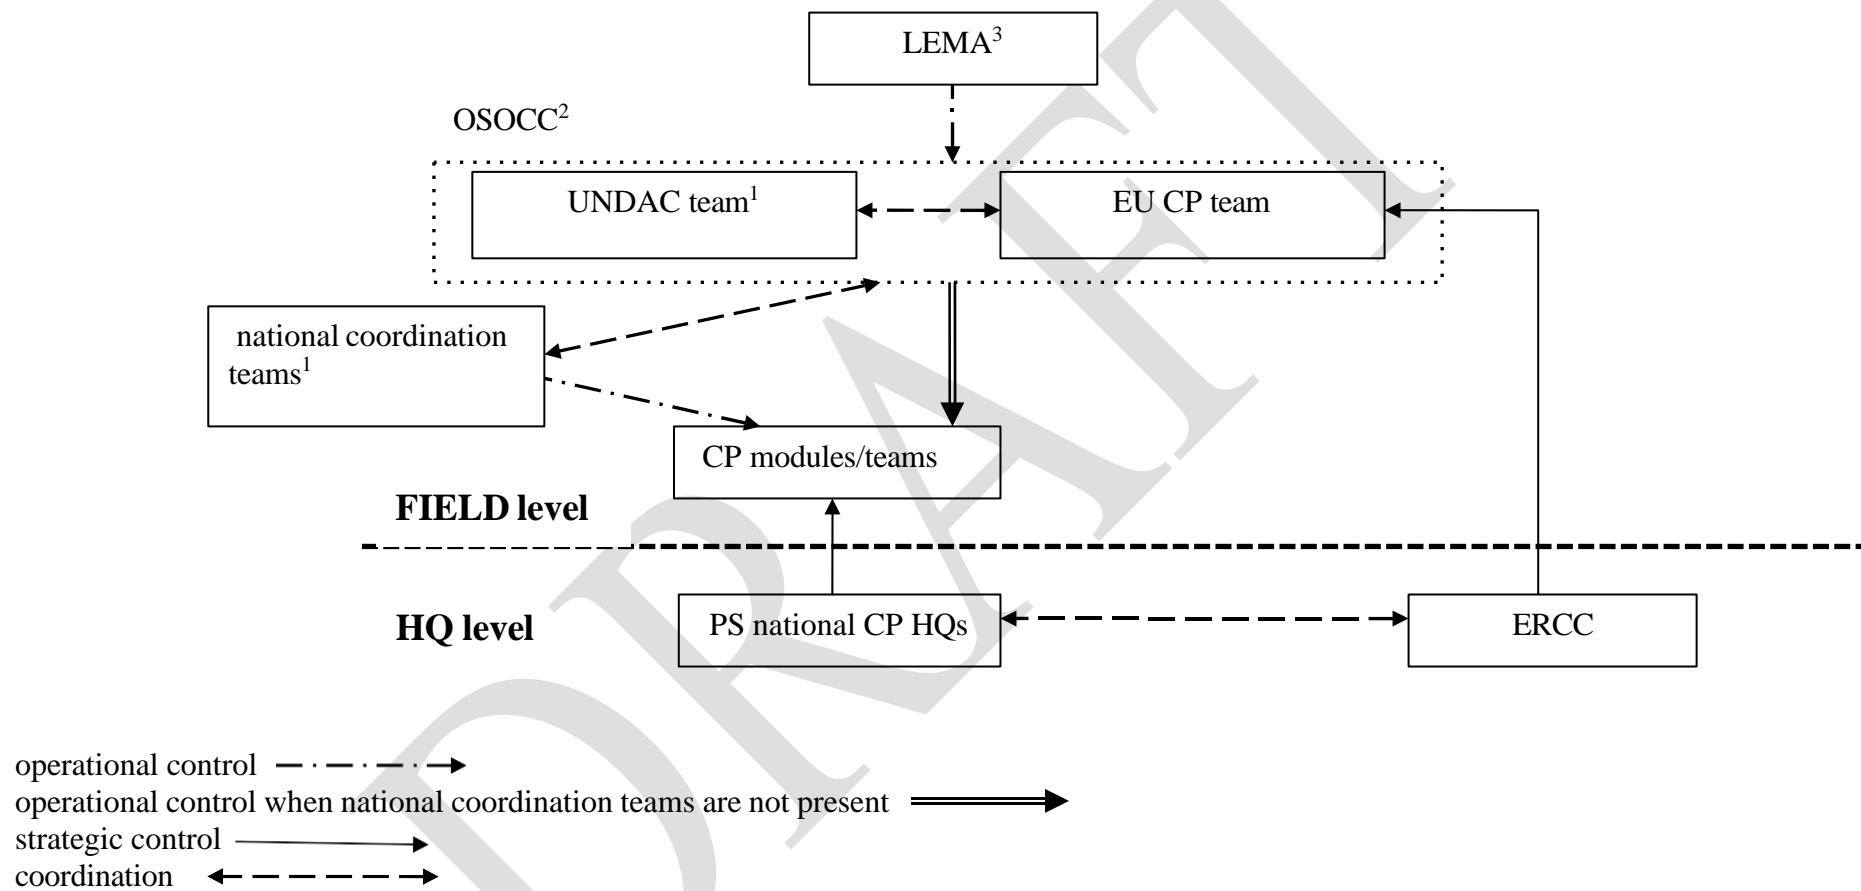 LEMA³
OSOCC²
UNDAC team¹
EU CP team
national coordination
teams¹
CP modules/teams
FIELD level
HQ level
PS national CP HQs
ERCC
operational control
operational control when national coordination teams are not present
strategic control
coordination
DRAFT